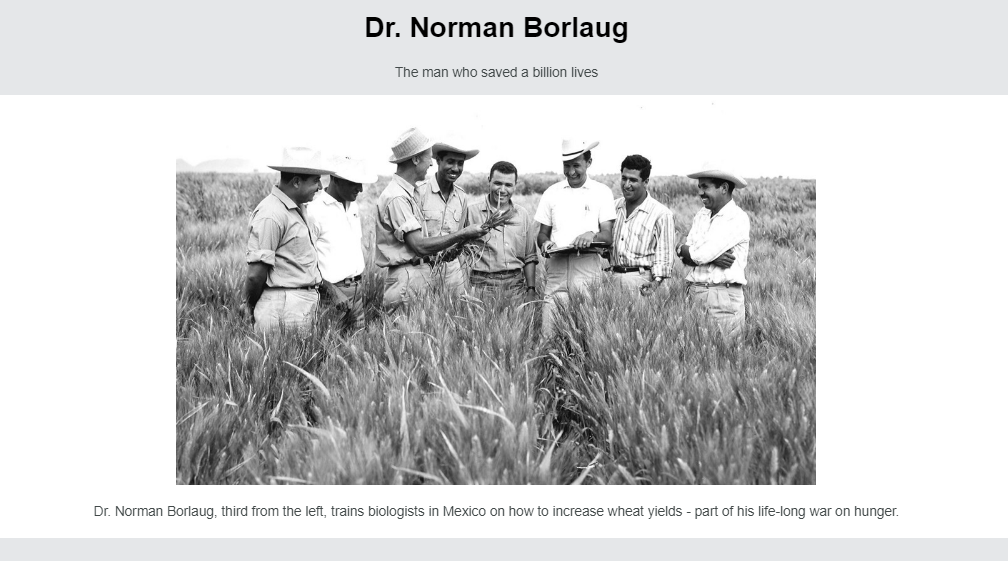 Dr. Norman Borlaug
The man who saved a billion lives
Dr. Norman Borlaug, third from the left, trains biologists in Mexico on how to increase wheat yields - part of his life-long war on hunger.